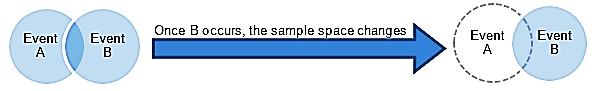 Event
A
Event
B
Once B occurs, the sample space changes
Event
A
Event
B